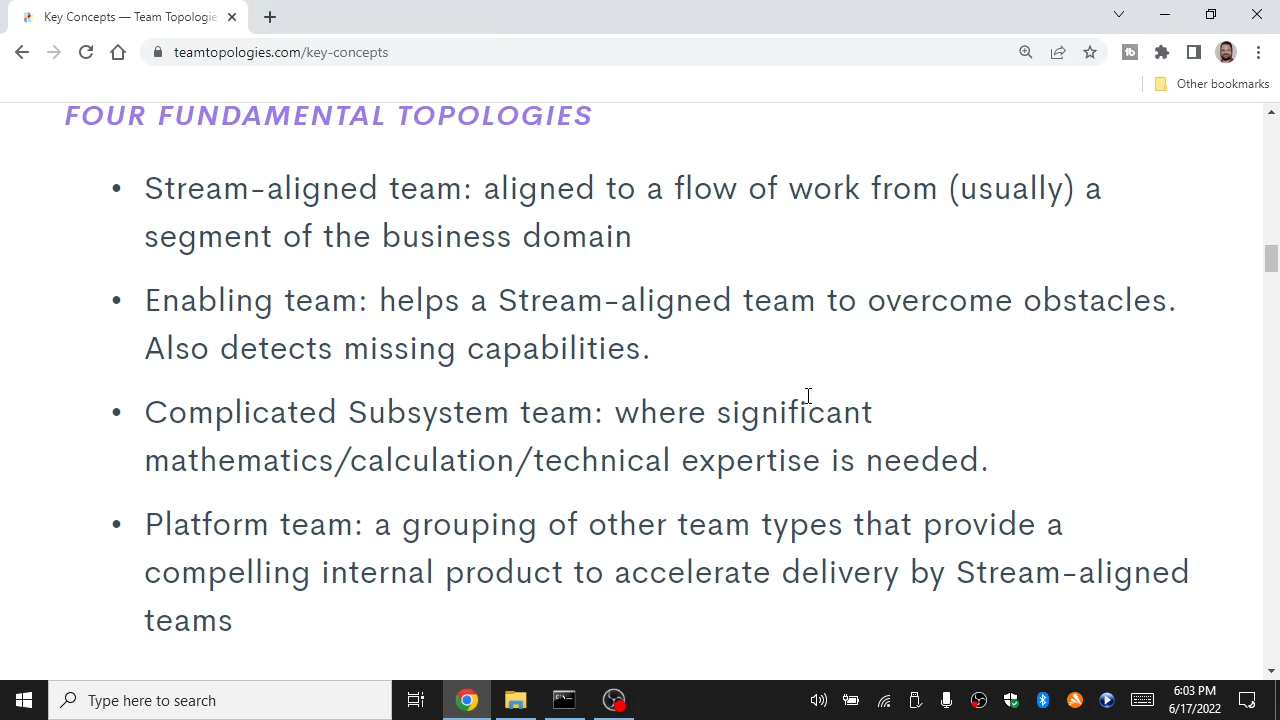 Key Concepts — Team Topologie
teamtopologies.com/key-concepts
Other bookmarks
FOUR FUNDAMENTAL TOPOLOGIES
• Stream-aligned team: aligned to a flow of work from (usually) a
segment of the business domain
• Enabling team: helps a Stream-aligned team to overcome obstacles.
Also detects missing capabilities.
• Complicated Subsystem team: where significant
mathematics/calculation/technical expertise is needed.
• Platform team: a grouping of other team types that provide a
compelling internal product to accelerate delivery by Stream-aligned
teams
Type here to search
6:03 PM
6/17/2022